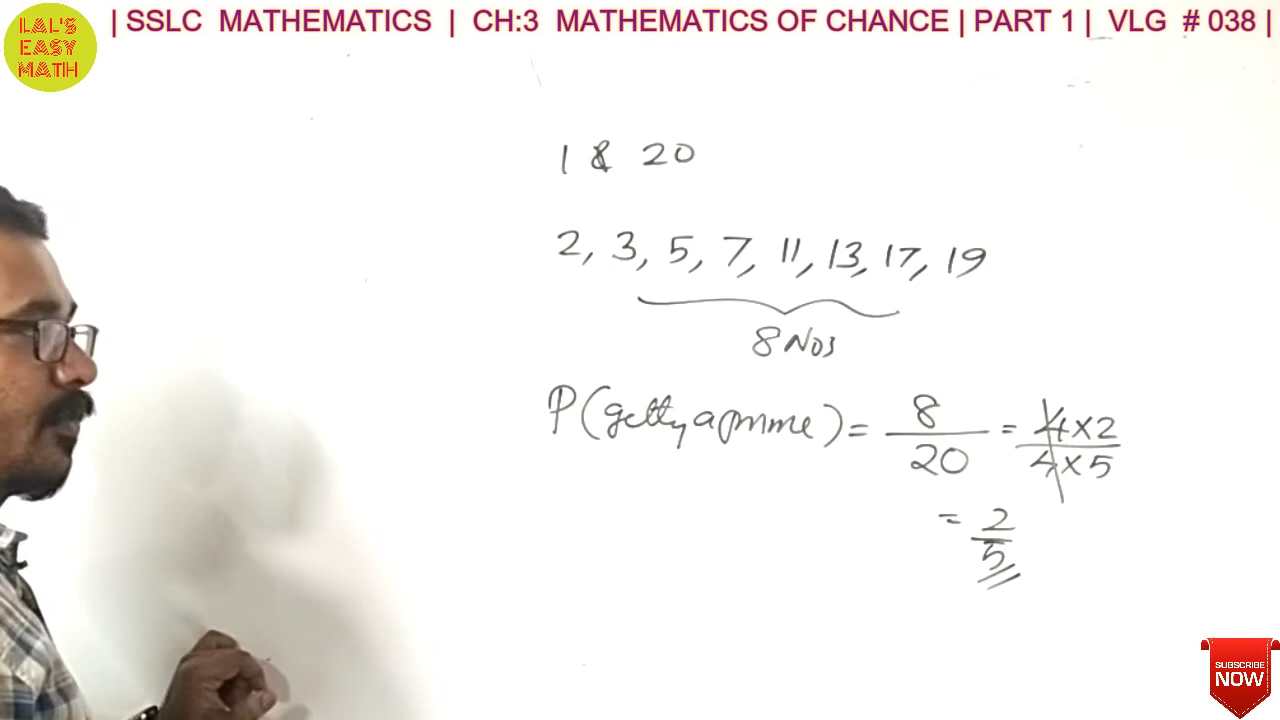 | SSLC MATHEMATICS | CH:3 MATHEMATICS OF CHANCE | PART 1 | VLG # 038 |
LAL'S
EASY
MATH
1 & 20
2, 3, 5, 7, 11, 13, 17, 19
8 Nos
P(getty a prime) = 8/20 = 4×2/4×5
= 2/5
SUBSCRIBE
NOW